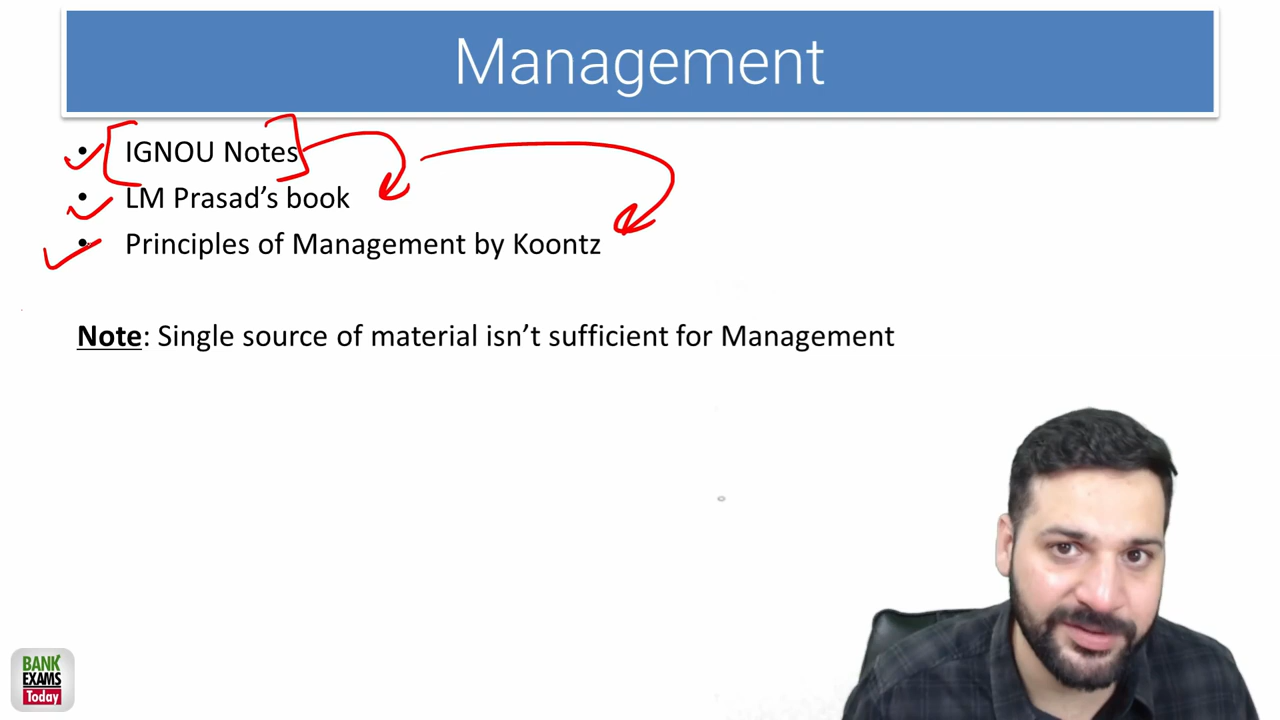 Management
• IGNOU Notes
• LM Prasad’s book
• Principles of Management by Koontz
Note: Single source of material isn’t sufficient for Management
BANK
EXAMS
Today